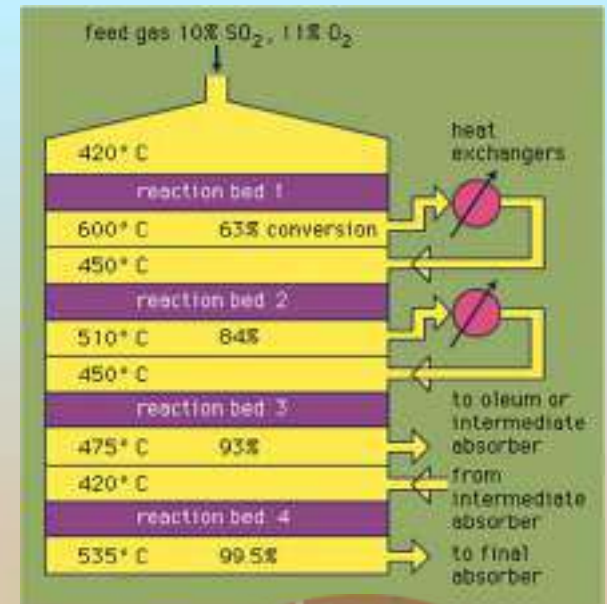 feed gas 10% SO₂, 11% O₂
420° C
heat
exchangers
reaction bed 1
600° C 63% conversion
450° C
reaction bed 2
510° C 84%
450° C
reaction bed 3
to oleum or
intermediate
absorber
475° C 93%
420° C
from
intermediate
absorber
reaction bed 4
535° C 99.5%
to final
absorber